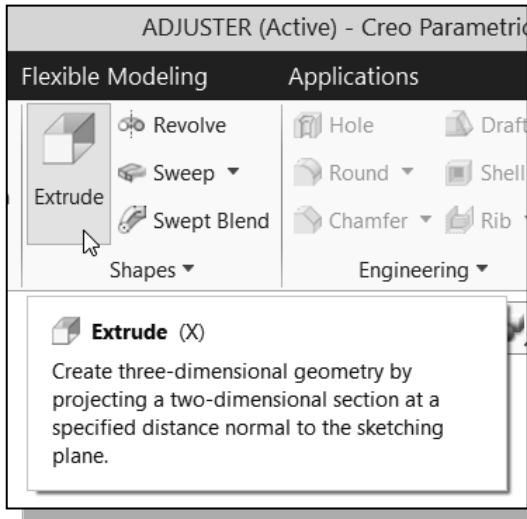 ADJUSTER (Active) - Creo Parametric
Flexible Modeling Applications
Revolve Hole Draft
Sweep Round Shell
Extrude
Swept Blend Chamfer Rib
Shapes Engineering
Extrude (X)
Create three-dimensional geometry by
projecting a two-dimensional section at a
specified distance normal to the sketching
plane.